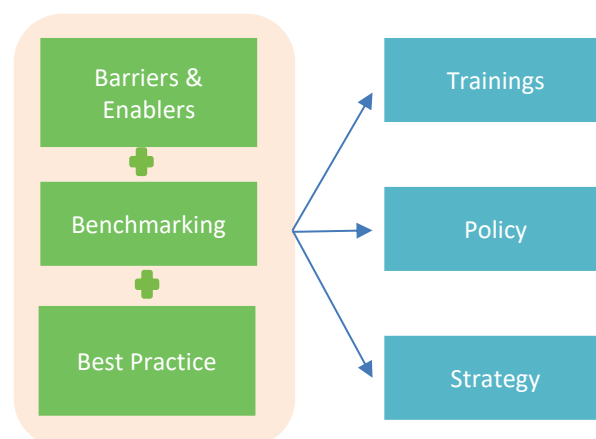 Barriers &
Enablers
Benchmarking
Best Practice
Trainings
Policy
Strategy